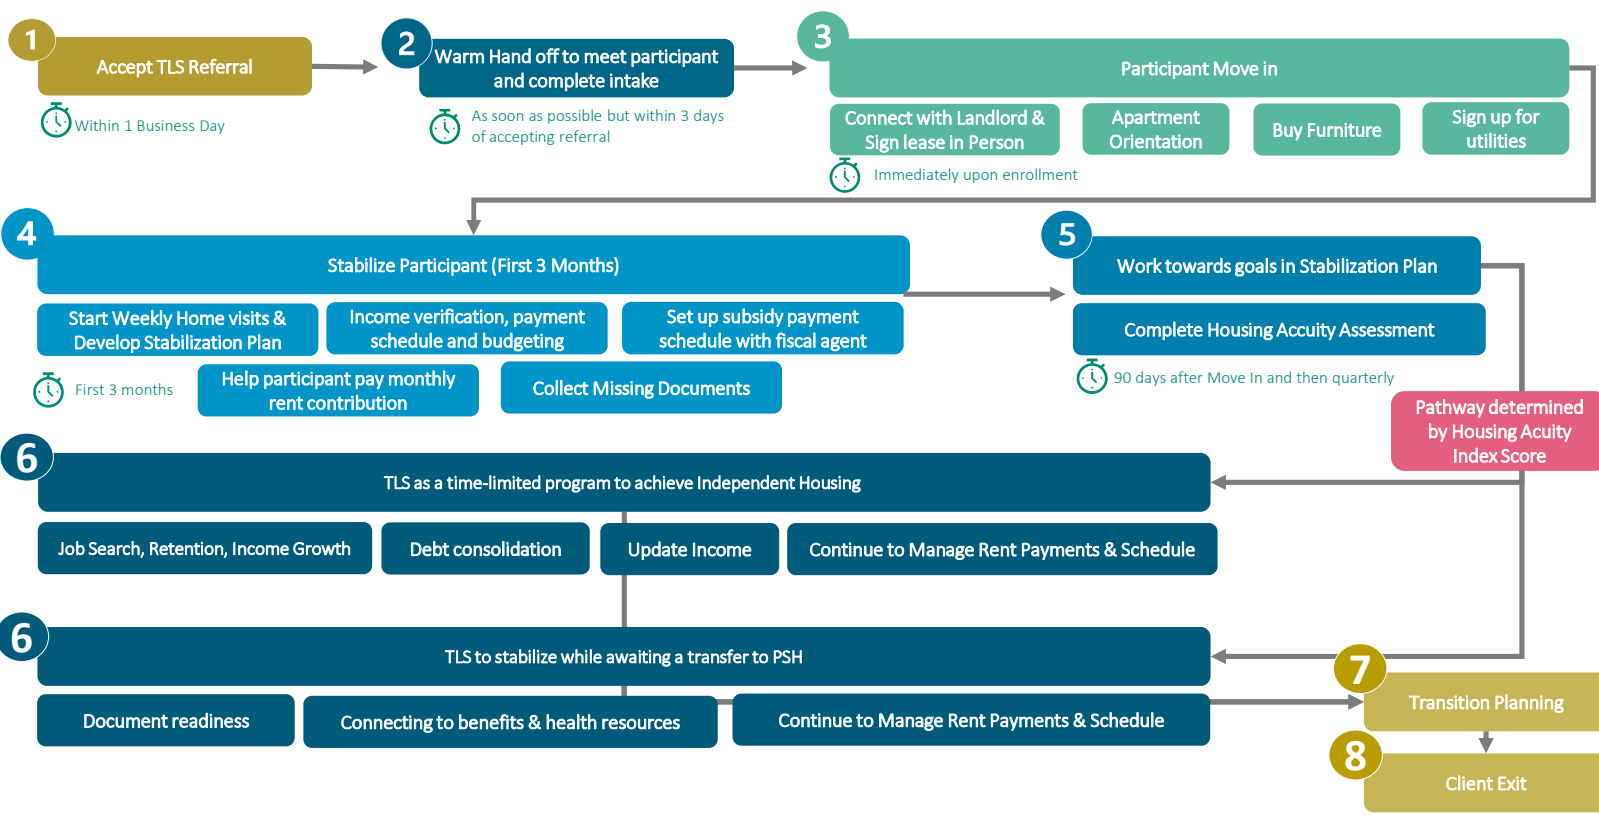 1
Accept TLS Referral
Within 1 Business Day
2
Warm Hand off to meet participant
and complete intake
As soon as possible but within 3 days
of accepting referral
3
Participant Move in
Connect with Landlord &
Sign lease in Person
Apartment
Orientation
Buy Furniture
Sign up for
utilities
Immediately upon enrollment
4
Stabilize Participant (First 3 Months)
Start Weekly Home visits &
Develop Stabilization Plan
Income verification, payment
schedule and budgeting
Set up subsidy payment
schedule with fiscal agent
First 3 months
Help participant pay monthly
rent contribution
Collect Missing Documents
5
Work towards goals in Stabilization Plan
Complete Housing Accuity Assessment
90 days after Move In and then quarterly
Pathway determined
by Housing Acuity
Index Score
6
TLS as a time-limited program to achieve Independent Housing
Job Search, Retention, Income Growth
Debt consolidation
Update Income
Continue to Manage Rent Payments & Schedule
6
TLS to stabilize while awaiting a transfer to PSH
Document readiness
Connecting to benefits & health resources
Continue to Manage Rent Payments & Schedule
7
Transition Planning
8
Client Exit